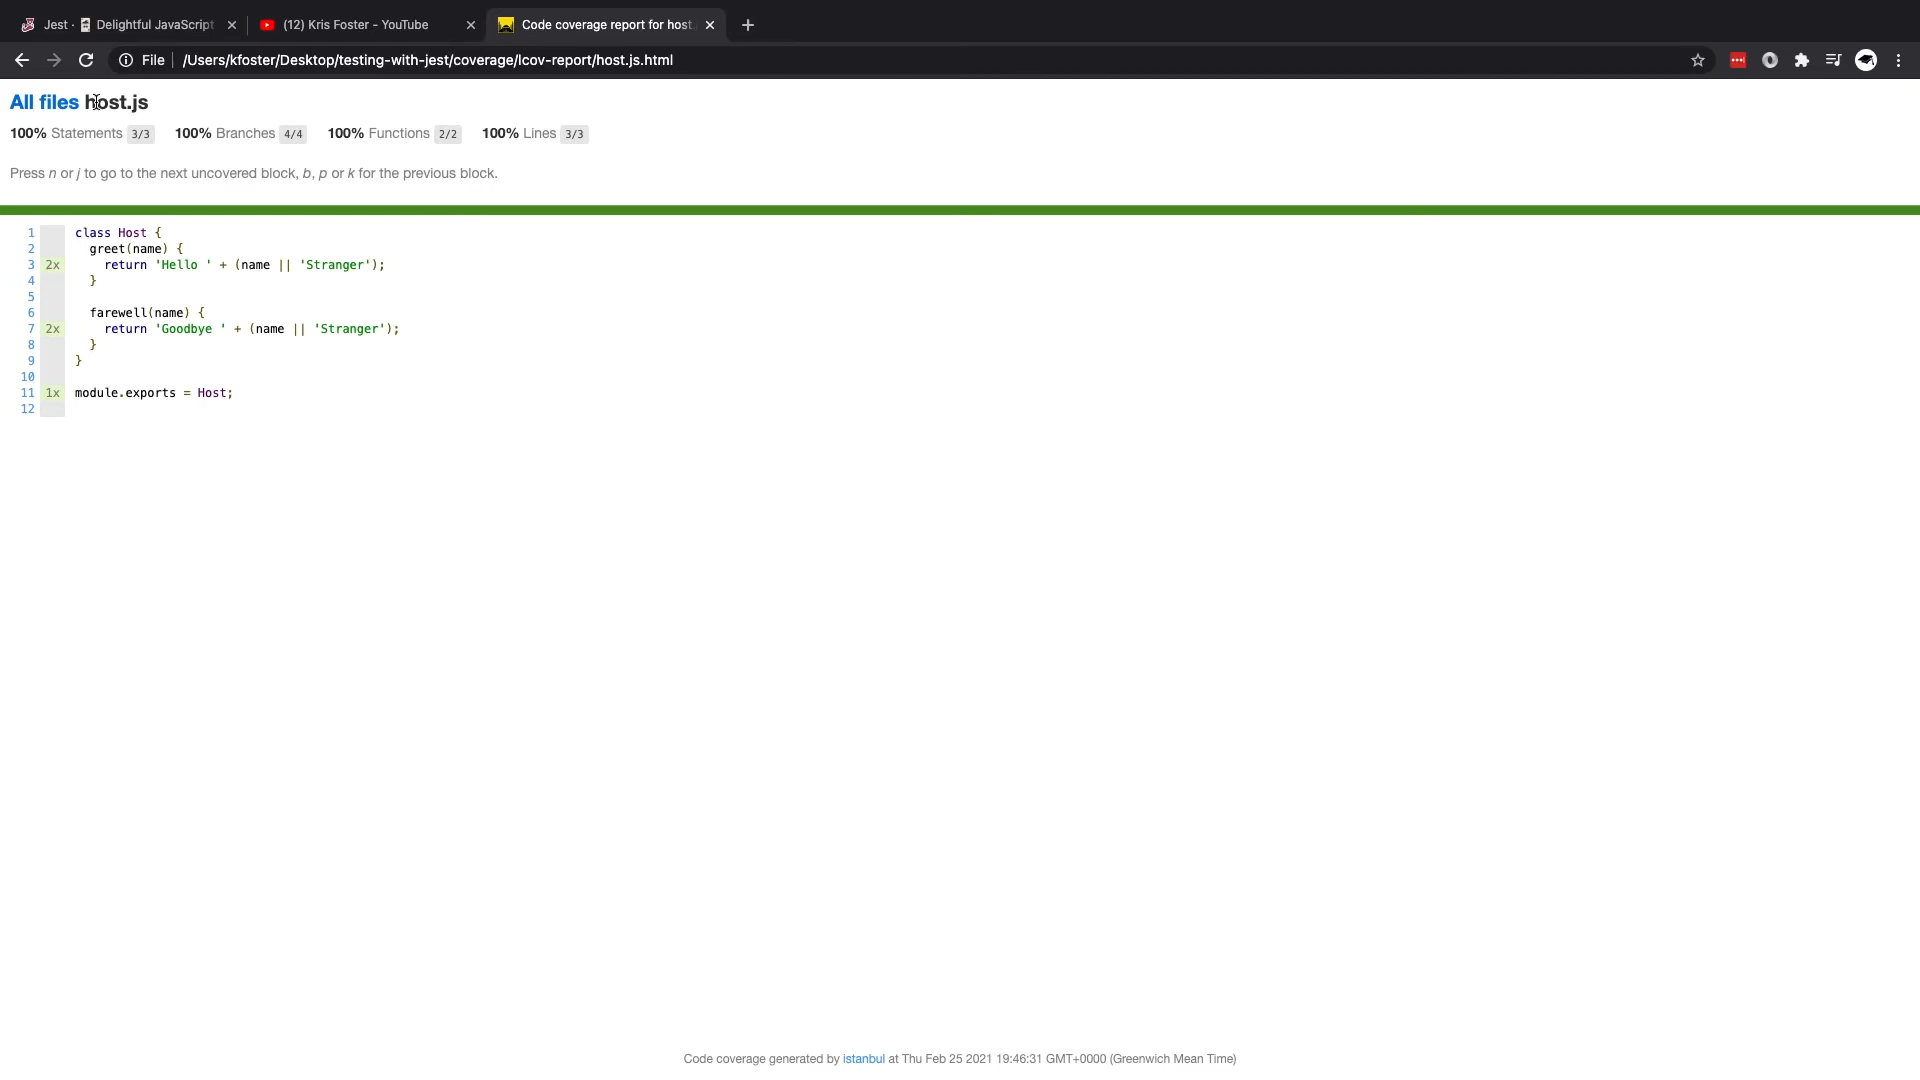 Jest · 🃏 Delightful JavaScript
(12) Kris Foster - YouTube
Code coverage report for host.
File
/Users/kfoster/Desktop/testing-with-jest/coverage/lcov-report/host.js.html
All files host.js
100% Statements 3/3 100% Branches 4/4 100% Functions 2/2 100% Lines 3/3
Press n or j to go to the next uncovered block, b, p or k for the previous block.
1 class Host {
2 greet(name) {
3 2x return 'Hello ' + (name || 'Stranger');
4 }
5
6 farewell(name) {
7 2x return 'Goodbye ' + (name || 'Stranger');
8 }
9 }
10
11 1x module.exports = Host;
12
Code coverage generated by istanbul at Thu Feb 25 2021 19:46:31 GMT+0000 (Greenwich Mean Time)